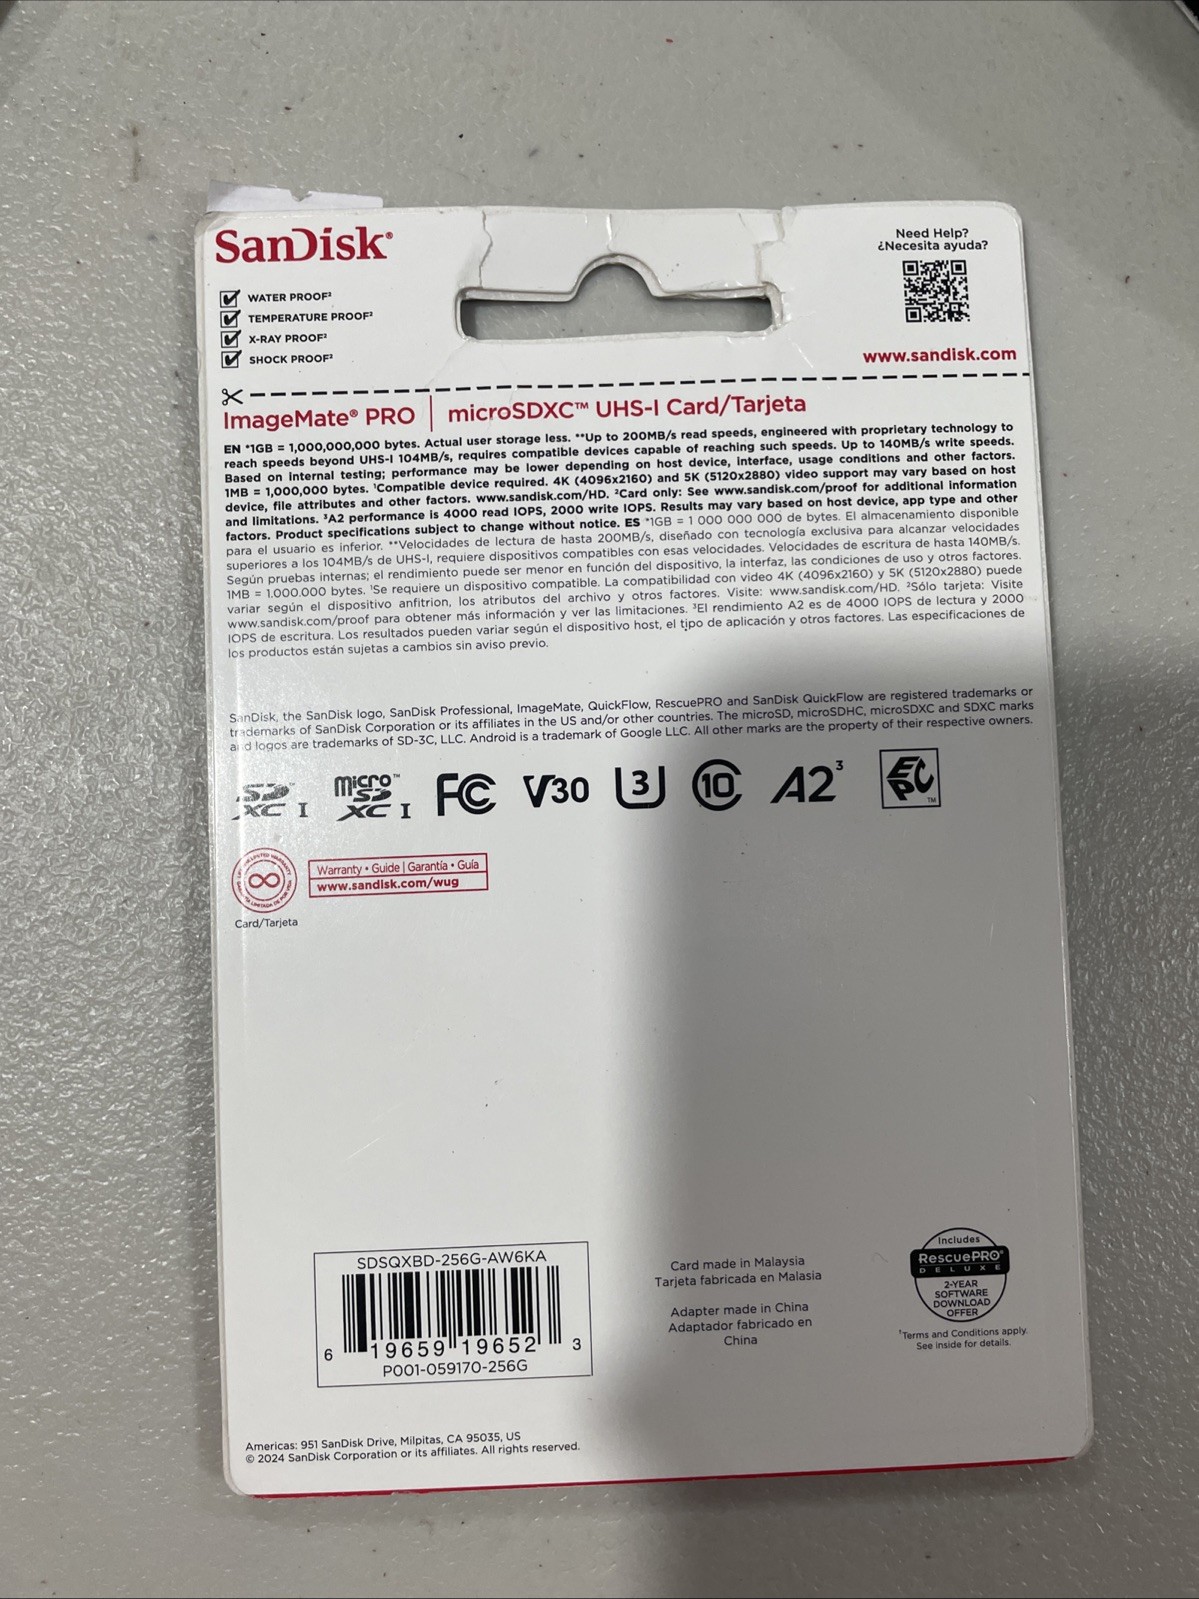 SanDisk®
WATER PROOF²
TEMPERATURE PROOF²
X-RAY PROOF²
SHOCK PROOF²
Need Help?
¿Necesita ayuda?
www.sandisk.com
ImageMate® PRO | microSDXC™ UHS-I Card/Tarjeta
EN *1GB = 1,000,000,000 bytes. Actual user storage less. **Up to 200MB/s read speeds, engineered with proprietary technology to
reach speeds beyond UHS-I 104MB/s, requires compatible devices capable of reaching such speeds. Up to 140MB/s write speeds.
Based on internal testing; performance may be lower depending on host device, interface, usage conditions and other factors.
1MB = 1,000,000 bytes. ¹Compatible device required. 4K (4096x2160) and 5K (5120x2880) video support may vary based on host
device, file attributes and other factors. www.sandisk.com/HD. ²Card only: See www.sandisk.com/proof for additional information
and limitations. ³A2 performance is 4000 read IOPS, 2000 write IOPS. Results may vary based on host device, app type and other
factors. Product specifications subject to change without notice. ES *1GB = 1 000 000 000 de bytes. El almacenamiento disponible
para el usuario es inferior. **Velocidades de lectura de hasta 200MB/s, diseñado con tecnología exclusiva para alcanzar velocidades
superiores a los 104MB/s de UHS-I, requiere dispositivos compatibles con esas velocidades. Velocidades de escritura de hasta 140MB/s.
Según pruebas internas; el rendimiento puede ser menor en función del dispositivo, la interfaz, las condiciones de uso y otros factores.
1MB = 1.000.000 bytes. ¹Se requiere un dispositivo compatible. La compatibilidad con video 4K (4096x2160) y 5K (5120x2880) puede
variar según el dispositivo anfitrion, los atributos del archivo y otros factores. Visite: www.sandisk.com/HD. ²Sólo tarjeta: Visite
www.sandisk.com/proof para obtener más información y ver las limitaciones. ³El rendimiento A2 es de 4000 IOPS de lectura y 2000
IOPS de escritura. Los resultados pueden variar según el dispositivo host, el tipo de aplicación y otros factores. Las especificaciones de
los productos están sujetas a cambios sin aviso previo.
SanDisk, the SanDisk logo, SanDisk Professional, ImageMate, QuickFlow, RescuePRO and SanDisk QuickFlow are registered trademarks or
trademarks of SanDisk Corporation or its affiliates in the US and/or other countries. The microSD, microSDHC, microSDXC and SDXC marks
and logos are trademarks of SD-3C, LLC. Android is a trademark of Google LLC. All other marks are the property of their respective owners.
SD™ XC I micro™ SD XC I FC V30 U3 C10 A2³ EPC™
Warranty • Guide | Garantía • Guía
www.sandisk.com/wug
Card/Tarjeta
SDSQXBD-256G-AW6KA
6 19659 19652 3
P001-059170-256G
Card made in Malaysia
Tarjeta fabricada en Malasia
Adapter made in China
Adaptador fabricado en
China
Includes
RescuePRO®
DELUXE
2-YEAR
SOFTWARE
DOWNLOAD
OFFER
¹Terms and Conditions apply.
See inside for details.
Americas: 951 SanDisk Drive, Milpitas, CA 95035, US
© 2024 SanDisk Corporation or its affiliates. All rights reserved.